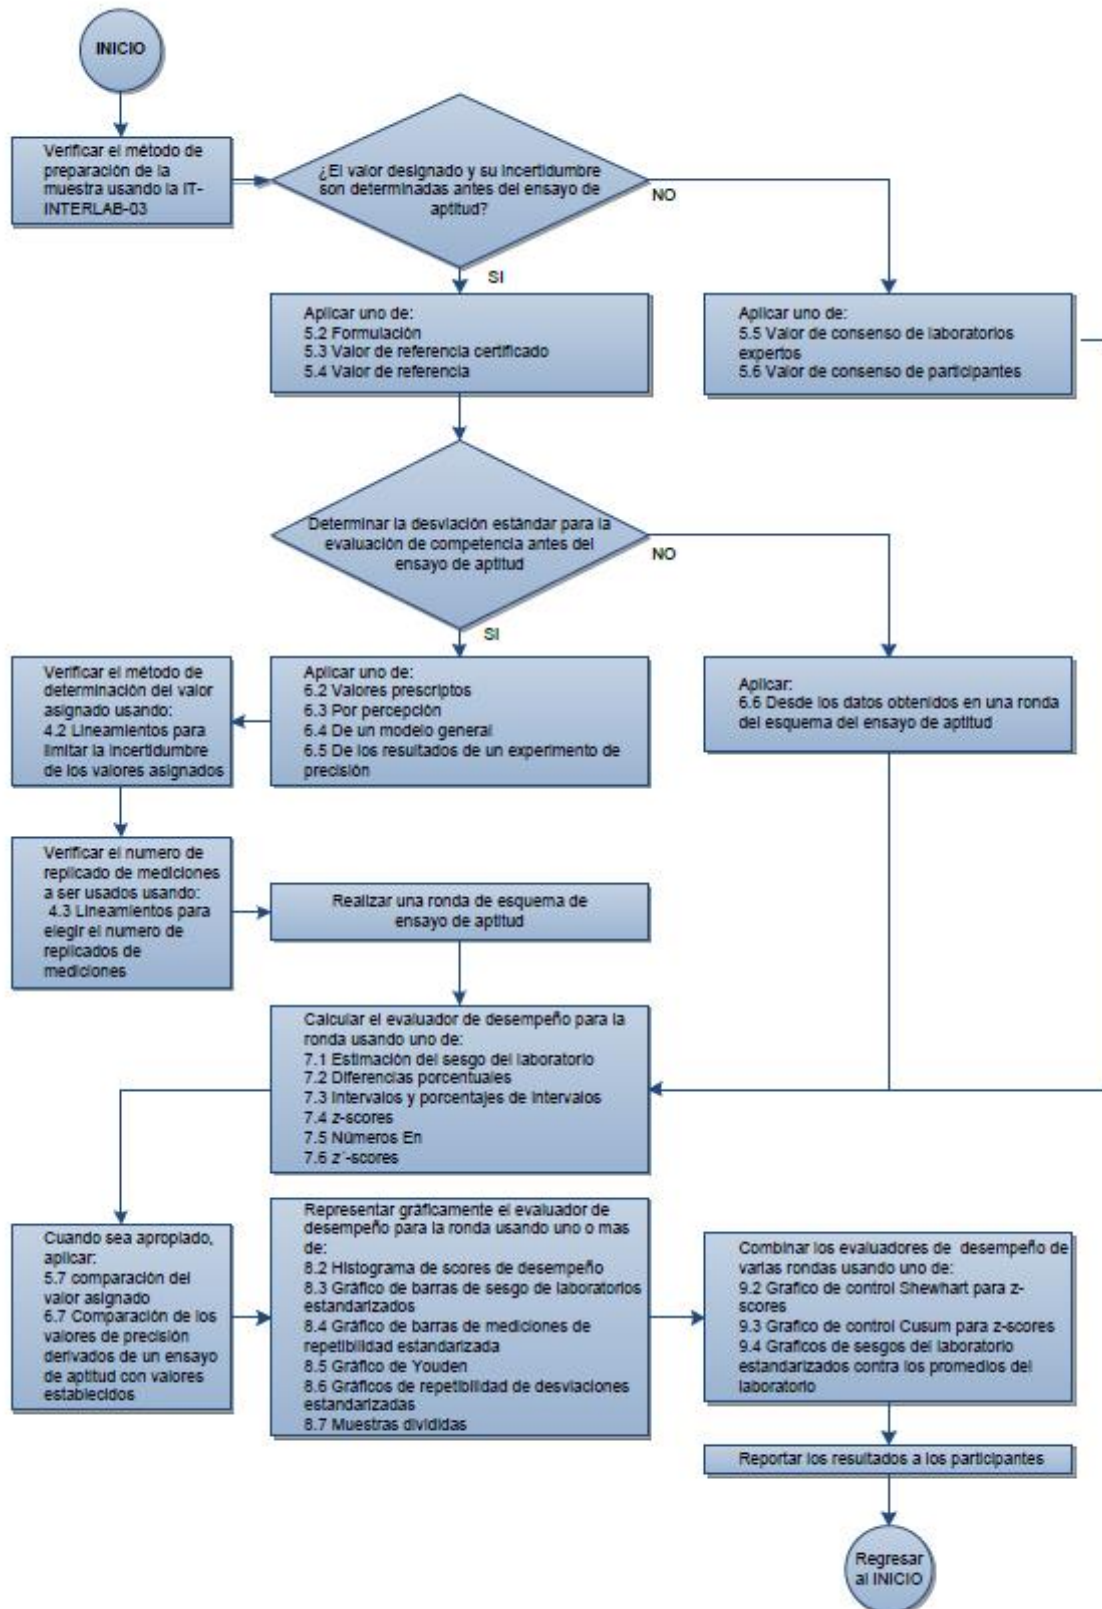 INICIO
Verificar el método de
preparación de la
muestra usando la IT-
INTERLAB-03
¿El valor designado y su incertidumbre
son determinadas antes del ensayo de
aptitud?
NO
SI
Aplicar uno de:
5.2 Formulación
5.3 Valor de referencia certificado
5.4 Valor de referencia
Aplicar uno de:
5.5 Valor de consenso de laboratorios
expertos
5.6 Valor de consenso de participantes
Determinar la desviación estándar para la
evaluación de competencia antes del
ensayo de aptitud
NO
SI
Verificar el método de
determinación del valor
asignado usando:
4.2 Lineamientos para
limitar la incertidumbre
de los valores asignados
Aplicar uno de:
6.2 Valores prescriptos
6.3 Por percepción
6.4 De un modelo general
6.5 De los resultados de un experimento de
precisión
Aplicar:
6.6 Desde los datos obtenidos en una ronda
del esquema del ensayo de aptitud
Verificar el numero de
replicado de mediciones
a ser usados usando:
4.3 Lineamientos para
elegir el numero de
replicados de
mediciones
Realizar una ronda de esquema de
ensayo de aptitud
Calcular el evaluador de desempeño para la
ronda usando uno de:
7.1 Estimación del sesgo del laboratorio
7.2 Diferencias porcentuales
7.3 Intervalos y porcentajes de intervalos
7.4 z-scores
7.5 Números En
7.6 z´-scores
Cuando sea apropiado,
aplicar:
5.7 comparación del
valor asignado
6.7 Comparación de los
valores de precisión
derivados de un ensayo
de aptitud con valores
establecidos
Representar gráficamente el evaluador de
desempeño para la ronda usando uno o mas
de:
8.2 Histograma de scores de desempeño
8.3 Gráfico de barras de sesgo de laboratorios
estandarizados
8.4 Gráfico de barras de mediciones de
repetibilidad estandarizada
8.5 Gráfico de Youden
8.6 Gráficos de repetibilidad de desviaciones
estandarizadas
8.7 Muestras divididas
Combinar los evaluadores de desempeño de
varias rondas usando uno de:
9.2 Grafico de control Shewhart para z-
scores
9.3 Grafico de control Cusum para z-scores
9.4 Graficos de sesgos del laboratorio
estandarizados contra los promedios del
laboratorio
Reportar los resultados a los participantes
Regresar
al INICIO